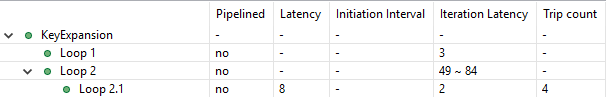 Pipelined Latency Initiation Interval Iteration Latency Trip count
KeyExpansion - - - - -
Loop 1 no - - 3 -
Loop 2 no - - 49 ~ 84 -
Loop 2.1 no 8 - 2 4